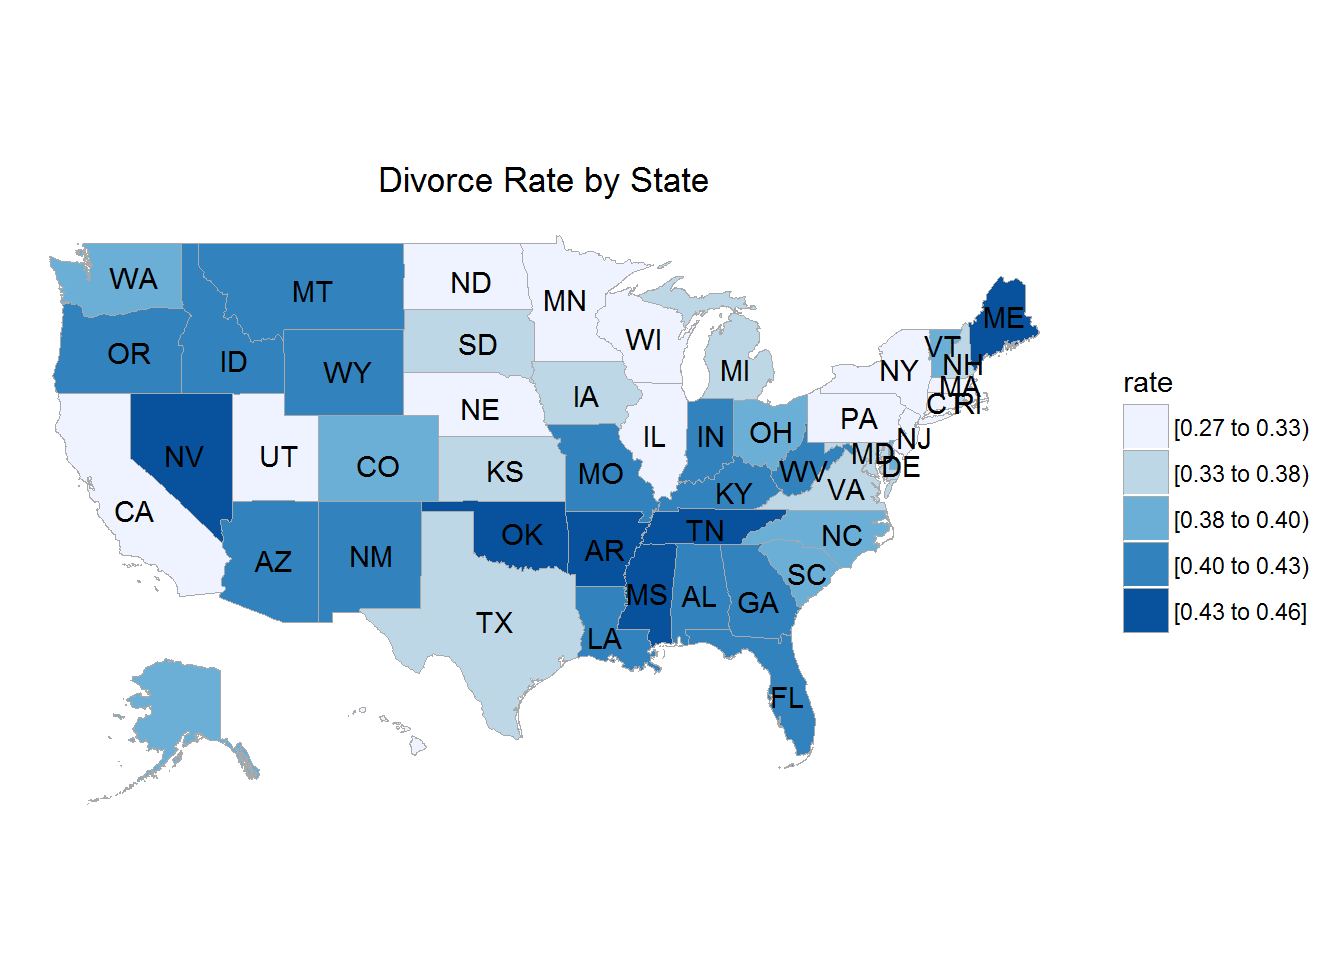 Divorce Rate by State
WA
MT
ND
MN
ME
OR
ID
WY
SD
WI
MI
VT
NH
NY
MA
CT
RI
NE
IA
PA
NV
UT
CO
KS
MO
IL
IN
OH
NJ
MD
DE
WV
VA
KY
CA
AZ
NM
OK
AR
TN
NC
SC
MS
AL
GA
TX
LA
FL
rate
[0.27 to 0.33)
[0.33 to 0.38)
[0.38 to 0.40)
[0.40 to 0.43)
[0.43 to 0.46]